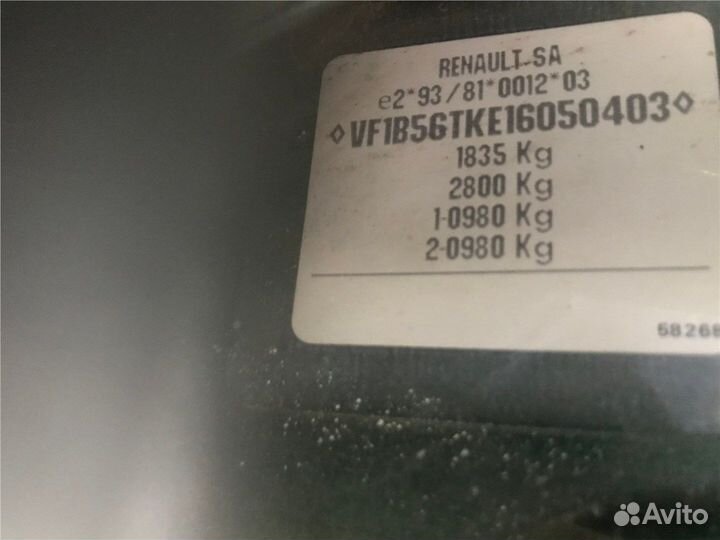 RENAULT-SA
e2*93/81*0012*03
◊VF1B56TKE16050403◊
1835 Kg
2800 Kg
1-0980 Kg
2-0980 Kg
Avito